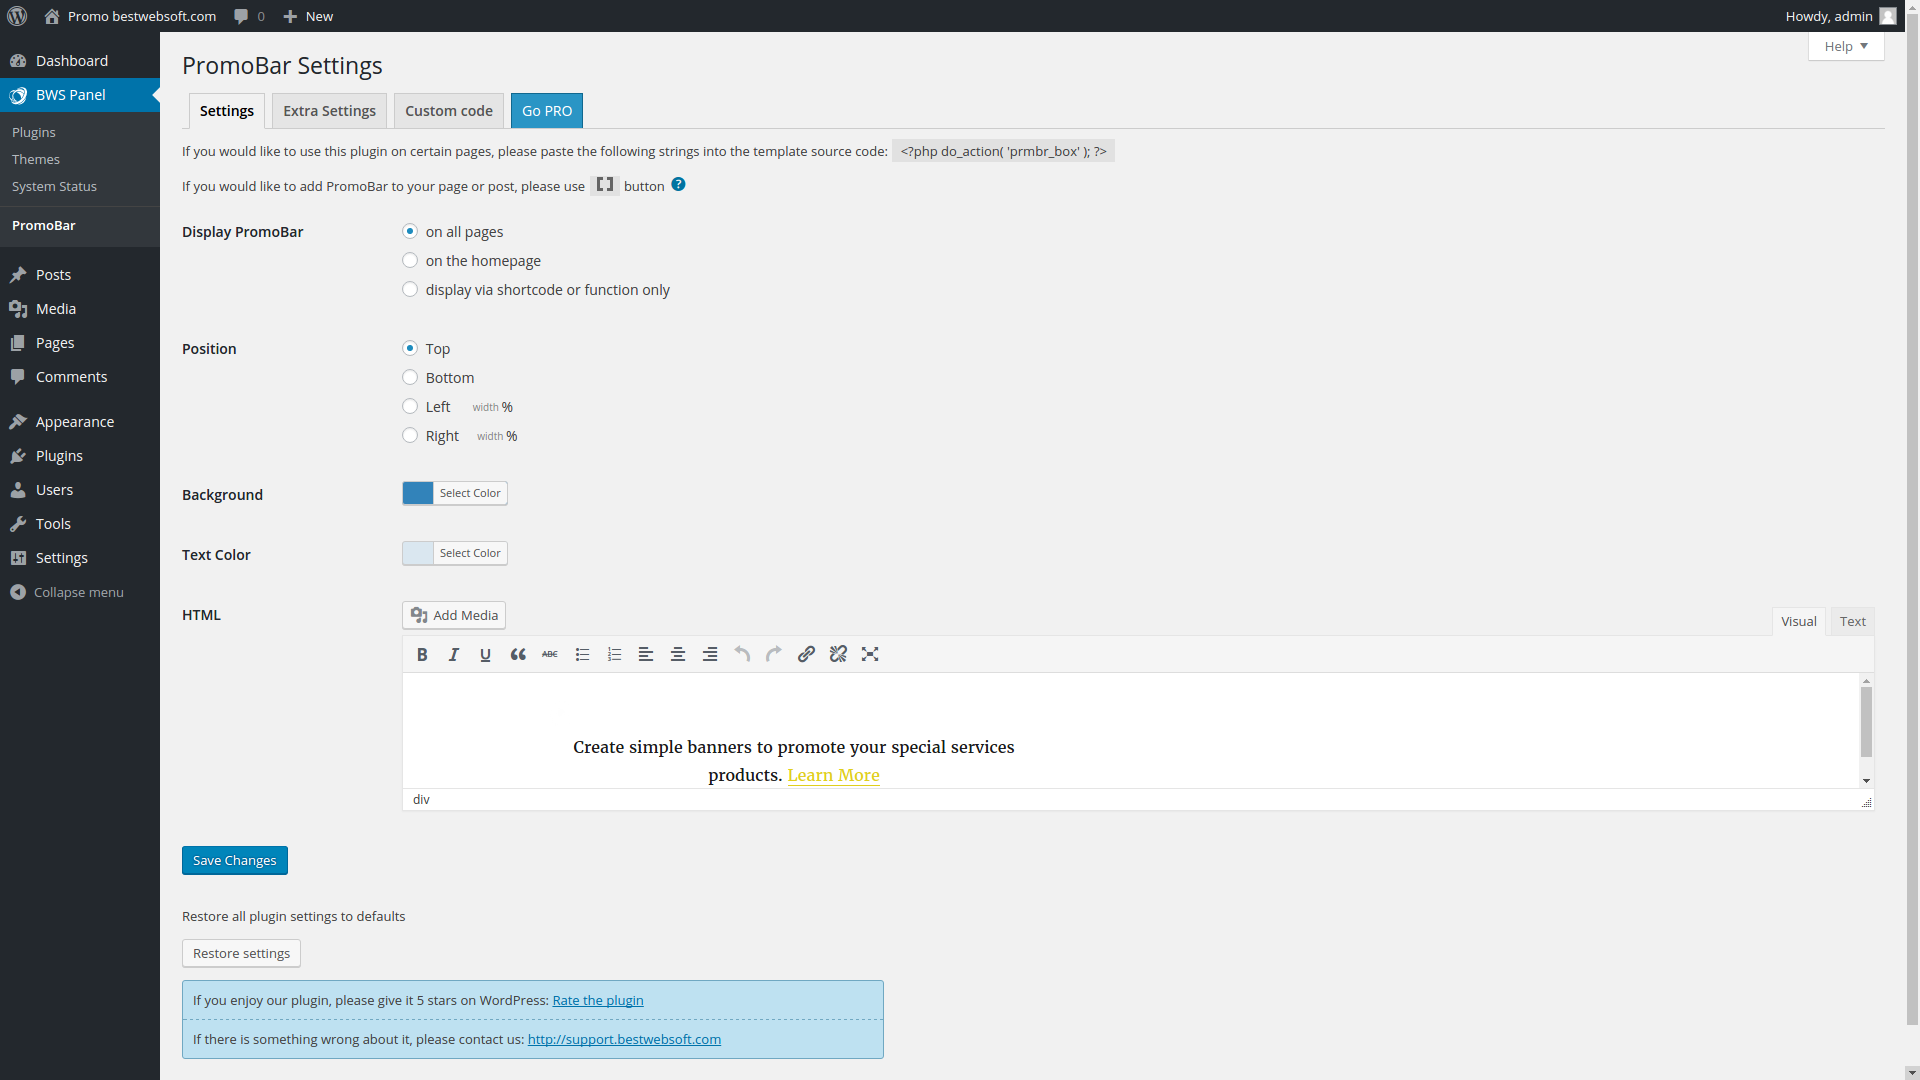 Promo bestwebsoft.com 0 New Howdy, admin
Help
Dashboard
BWS Panel
Plugins
Themes
System Status
PromoBar
Posts
Media
Pages
Comments
Appearance
Plugins
Users
Tools
Settings
Collapse menu
PromoBar Settings
Settings Extra Settings Custom code Go PRO
If you would like to use this plugin on certain pages, please paste the following strings into the template source code: <?php do_action( 'prmbr_box' ); ?>
If you would like to add PromoBar to your page or post, please use [] button ?
Display PromoBar
on all pages
on the homepage
display via shortcode or function only
Position
Top
Bottom
Left width %
Right width %
Background Select Color
Text Color Select Color
HTML Add Media Visual Text
B I U ABC
Create simple banners to promote your special services
products. Learn More
div
Save Changes
Restore all plugin settings to defaults
Restore settings
If you enjoy our plugin, please give it 5 stars on WordPress: Rate the plugin
If there is something wrong about it, please contact us: http://support.bestwebsoft.com